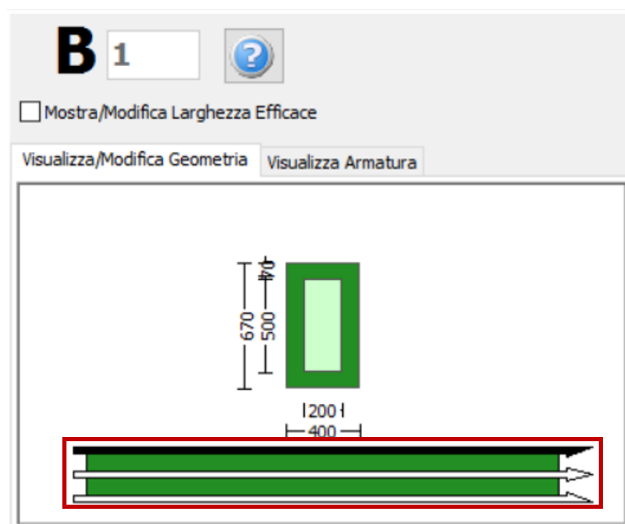 B 1 ?
Mostra/Modifica Larghezza Efficace
Visualizza/Modifica Geometria Visualizza Armatura
670
500
200
400